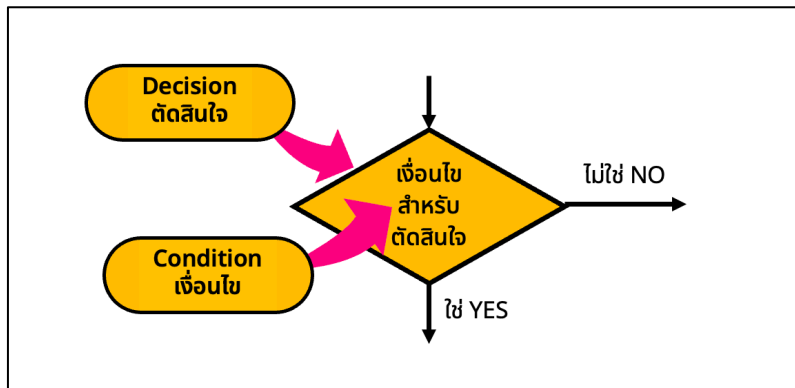 Decision
ตัดสินใจ
เงื่อนไข
สำหรับ
ตัดสินใจ
ไม่ใช่ NO
Condition
เงื่อนไข
ใช่ YES